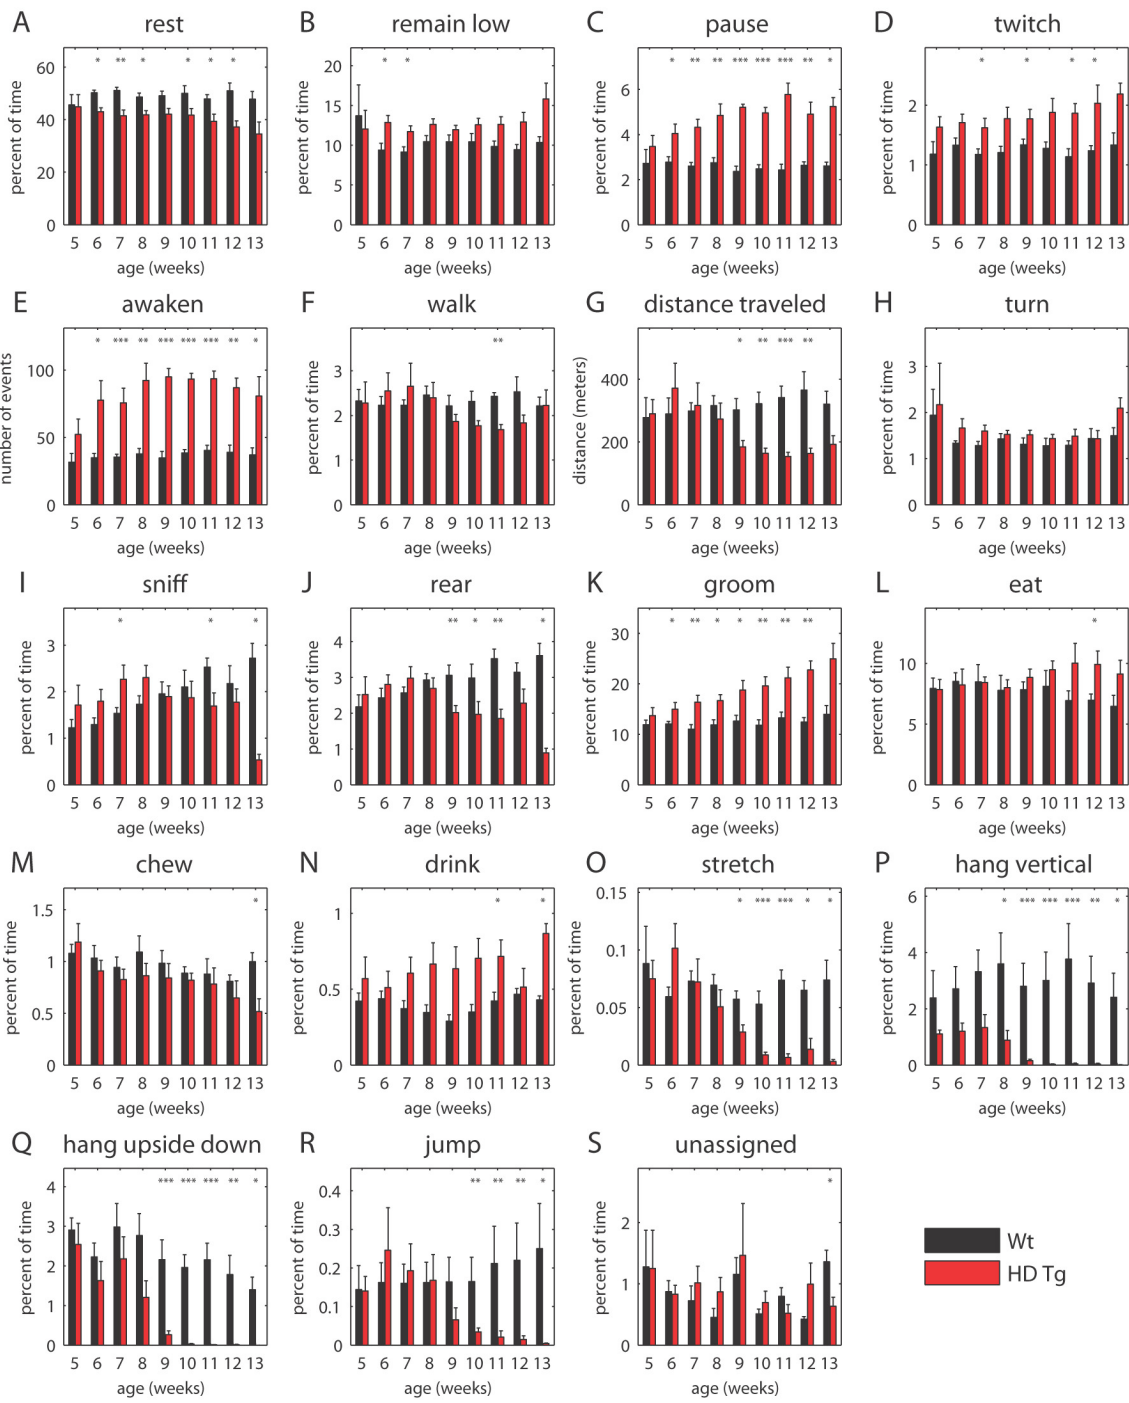 A rest
percent of time
60
40
20
0
* ** * * * *
5 6 7 8 9 10 11 12 13
age (weeks)
B remain low
percent of time
20
15
10
5
0
* *
5 6 7 8 9 10 11 12 13
age (weeks)
C pause
percent of time
6
4
2
0
* ** ** *** *** *** ** *
5 6 7 8 9 10 11 12 13
age (weeks)
D twitch
percent of time
2
1
0
* * * *
5 6 7 8 9 10 11 12 13
age (weeks)
E awaken
number of events
100
50
0
* *** ** *** *** *** ** *
5 6 7 8 9 10 11 12 13
age (weeks)
F walk
percent of time
3
2
1
0
**
5 6 7 8 9 10 11 12 13
age (weeks)
G distance traveled
distance (meters)
400
200
0
* ** *** **
5 6 7 8 9 10 11 12 13
age (weeks)
H turn
percent of time
3
2
1
0
5 6 7 8 9 10 11 12 13
age (weeks)
I sniff
percent of time
3
2
1
0
* * *
5 6 7 8 9 10 11 12 13
age (weeks)
J rear
percent of time
4
3
2
1
0
** * ** *
5 6 7 8 9 10 11 12 13
age (weeks)
K groom
percent of time
30
20
10
0
* ** * * ** ** **
5 6 7 8 9 10 11 12 13
age (weeks)
L eat
percent of time
10
5
0
*
5 6 7 8 9 10 11 12 13
age (weeks)
M chew
percent of time
1.5
1
0.5
0
*
5 6 7 8 9 10 11 12 13
age (weeks)
N drink
percent of time
1
0.5
0
* *
5 6 7 8 9 10 11 12 13
age (weeks)
O stretch
percent of time
0.15
0.1
0.05
0
* *** *** * *
5 6 7 8 9 10 11 12 13
age (weeks)
P hang vertical
percent of time
6
4
2
0
* *** *** *** ** *
5 6 7 8 9 10 11 12 13
age (weeks)
Q hang upside down
percent of time
4
3
2
1
0
*** *** *** ** *
5 6 7 8 9 10 11 12 13
age (weeks)
R jump
percent of time
0.4
0.3
0.2
0.1
0
** ** ** *
5 6 7 8 9 10 11 12 13
age (weeks)
S unassigned
percent of time
2
1
0
*
5 6 7 8 9 10 11 12 13
age (weeks)
Wt
HD Tg